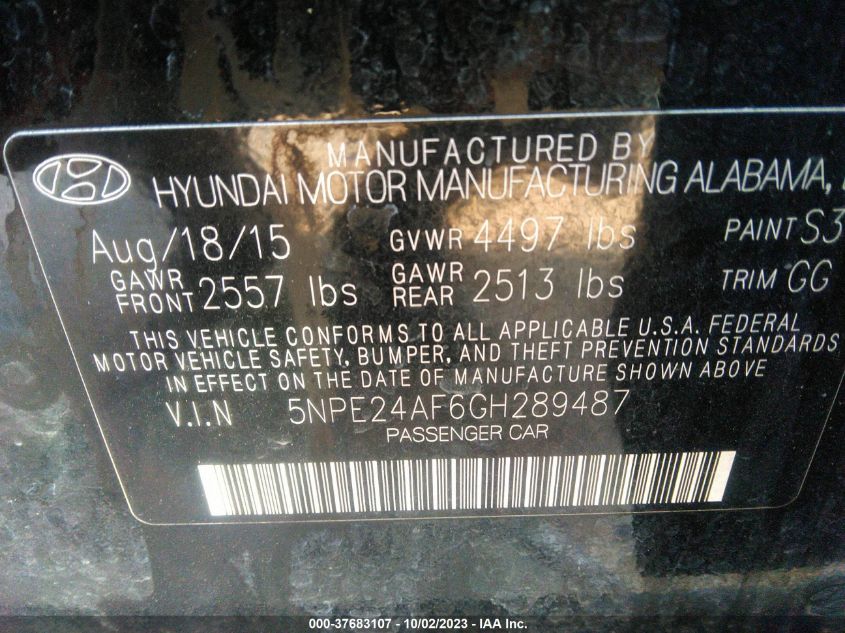 MANUFACTURED BY
HYUNDAI MOTOR MANUFACTURING ALABAMA,
Aug/18/15 GVWR 4497 lbs PAINT S3
GAWR FRONT 2557 lbs GAWR REAR 2513 lbs TRIM GG
THIS VEHICLE CONFORMS TO ALL APPLICABLE U.S.A. FEDERAL
MOTOR VEHICLE SAFETY, BUMPER, AND THEFT PREVENTION STANDARDS
IN EFFECT ON THE DATE OF MANUFACTURE SHOWN ABOVE
V.I.N 5NPE24AF6GH289487
PASSENGER CAR
000-37683107 - 10/02/2023 - IAA Inc.